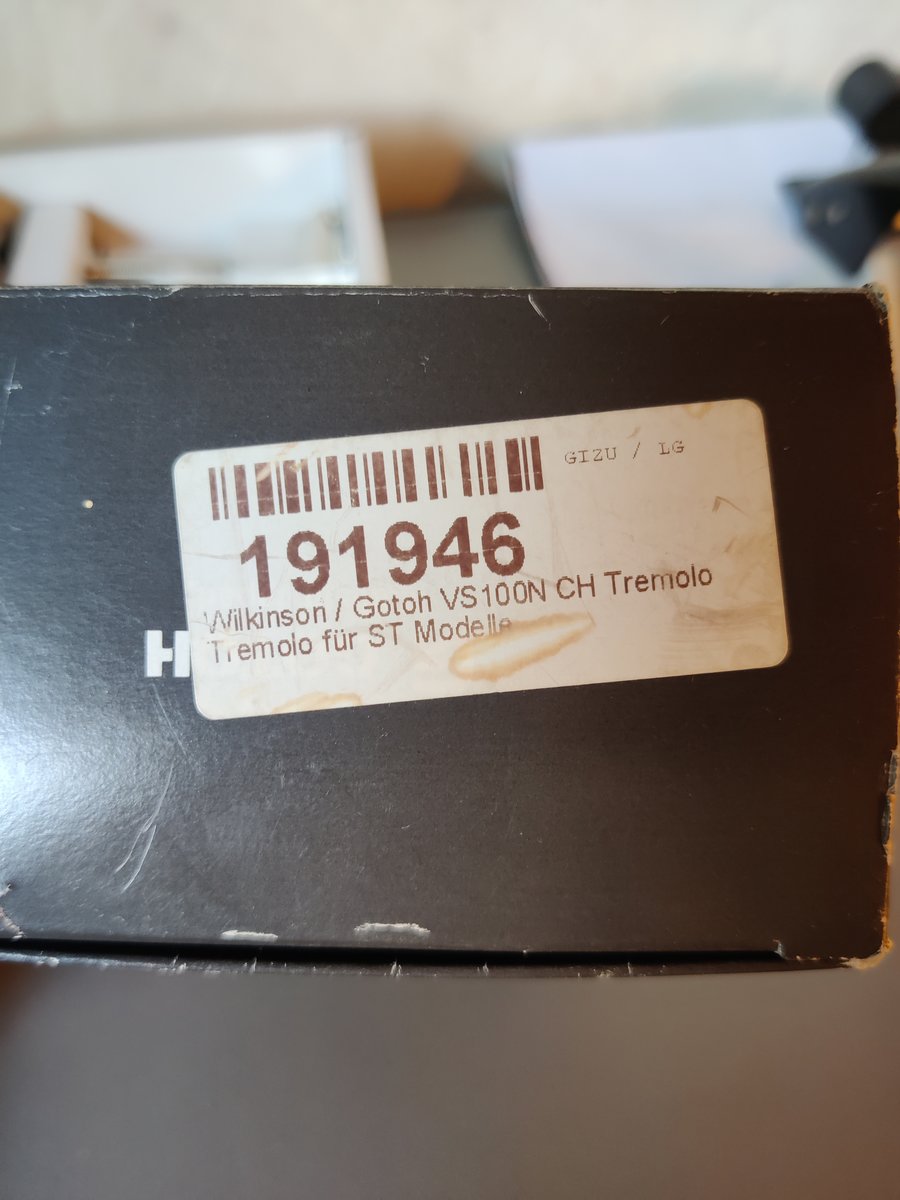 GIZU / LG
191946
Wilkinson / Gotoh VS100N CH Tremolo
Tremolo für ST Modelle
H